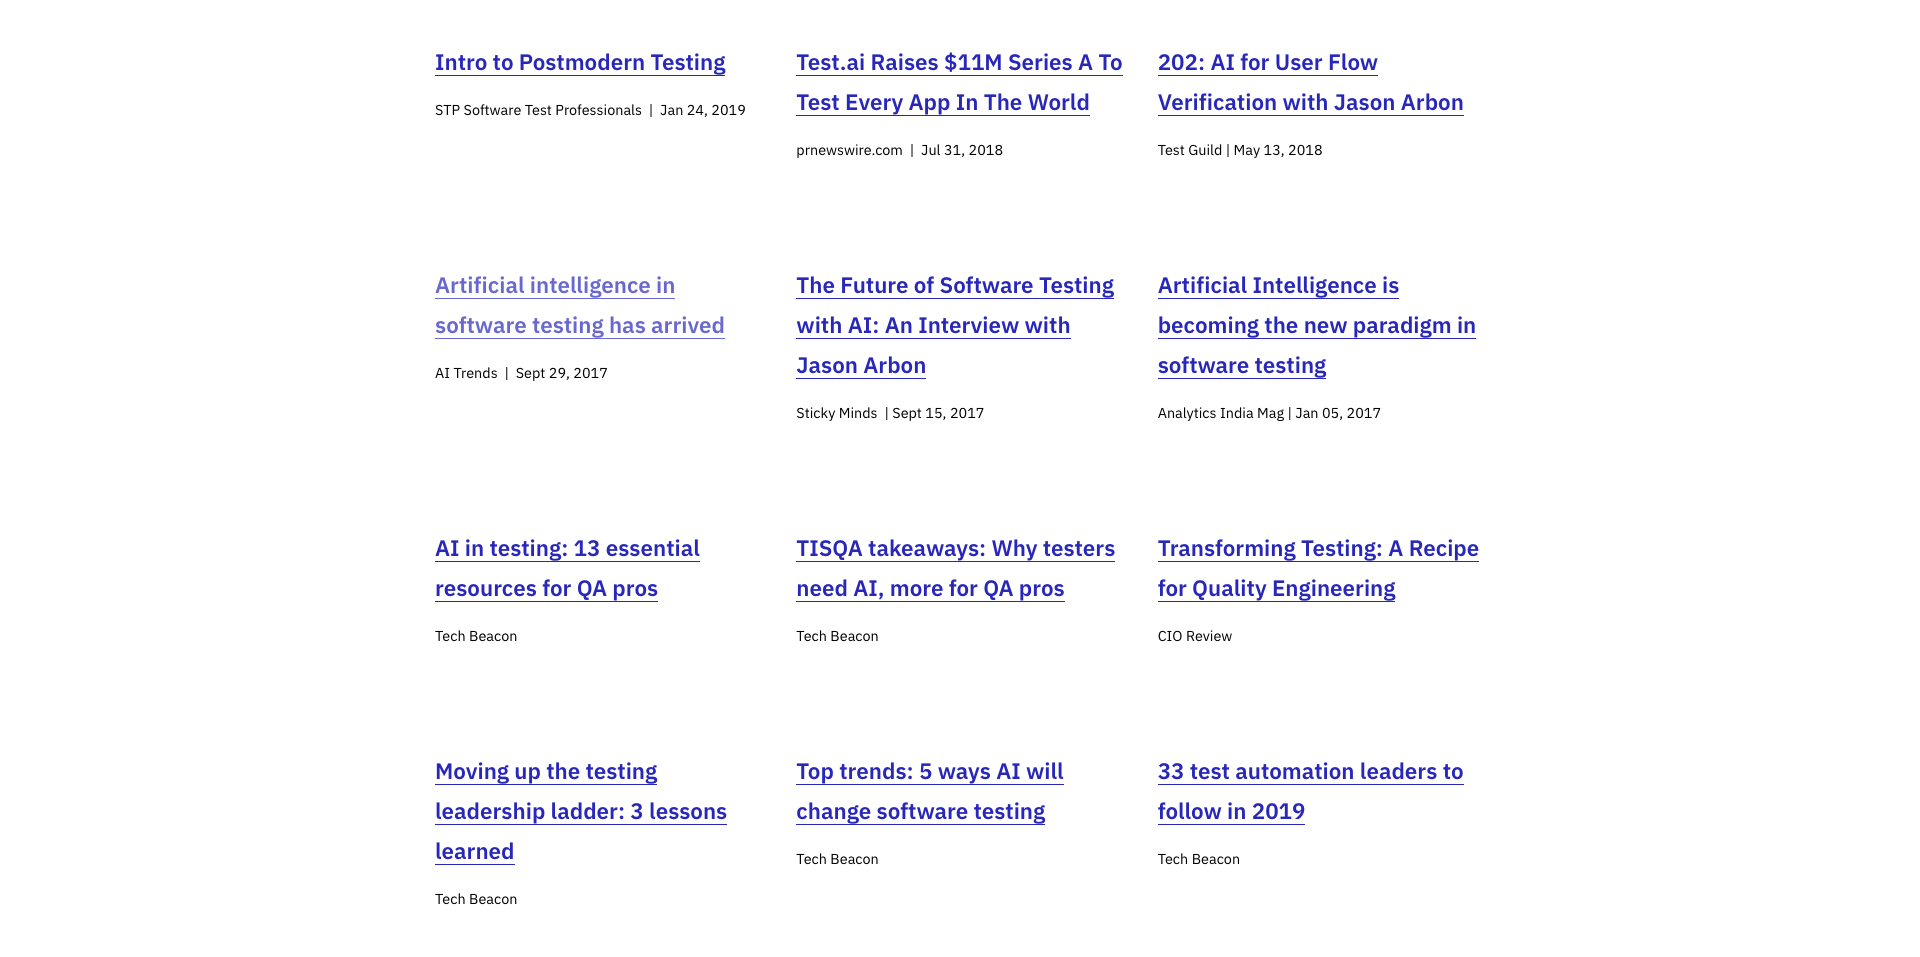 Intro to Postmodern Testing
STP Software Test Professionals | Jan 24, 2019
Test.ai Raises $11M Series A To
Test Every App In The World
prnewswire.com | Jul 31, 2018
202: AI for User Flow
Verification with Jason Arbon
Test Guild | May 13, 2018
Artificial intelligence in
software testing has arrived
AI Trends | Sept 29, 2017
The Future of Software Testing
with AI: An Interview with
Jason Arbon
Sticky Minds | Sept 15, 2017
Artificial Intelligence is
becoming the new paradigm in
software testing
Analytics India Mag | Jan 05, 2017
AI in testing: 13 essential
resources for QA pros
Tech Beacon
TISQA takeaways: Why testers
need AI, more for QA pros
Tech Beacon
Transforming Testing: A Recipe
for Quality Engineering
CIO Review
Moving up the testing
leadership ladder: 3 lessons
learned
Tech Beacon
Top trends: 5 ways AI will
change software testing
Tech Beacon
33 test automation leaders to
follow in 2019
Tech Beacon